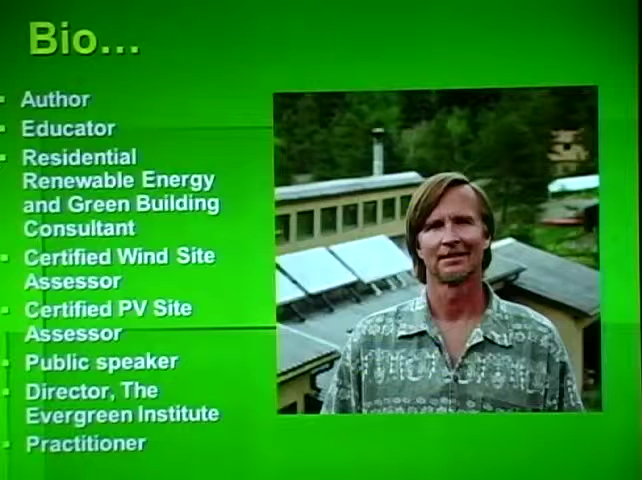 Bio...
Author
Educator
Residential
Renewable Energy
and Green Building
Consultant
Certified Wind Site
Assessor
Certified PV Site
Assessor
Public speaker
Director, The
Evergreen Institute
Practitioner